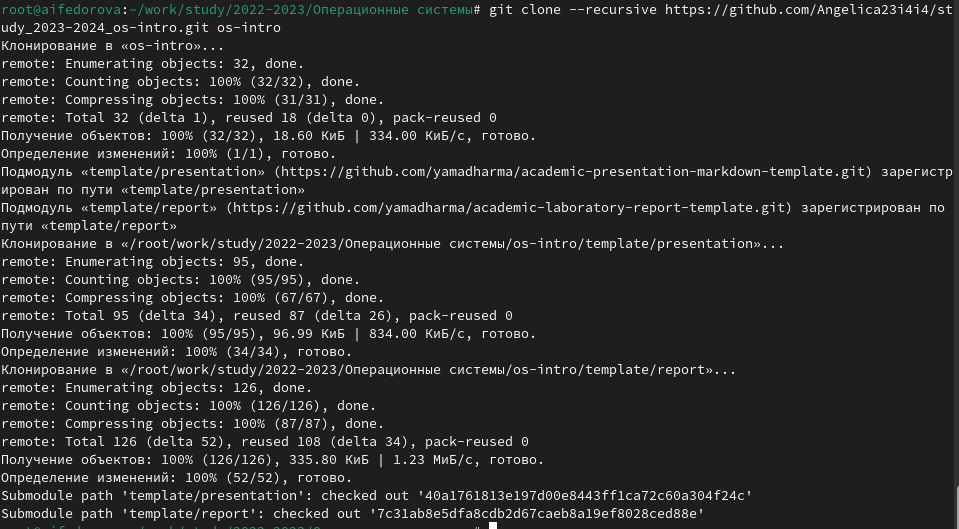 root@aifedorova:~/work/study/2022-2023/Операционные системы# git clone --recursive https://github.com/Angelica23i4i4/st
udy_2023-2024_os-intro.git os-intro
Клонирование в «os-intro»...
remote: Enumerating objects: 32, done.
remote: Counting objects: 100% (32/32), done.
remote: Compressing objects: 100% (31/31), done.
remote: Total 32 (delta 1), reused 18 (delta 0), pack-reused 0
Получение объектов: 100% (32/32), 18.60 КиБ | 334.00 КиБ/с, готово.
Определение изменений: 100% (1/1), готово.
Подмодуль «template/presentation» (https://github.com/yamadharma/academic-presentation-markdown-template.git) зарегистр
ирован по пути «template/presentation»
Подмодуль «template/report» (https://github.com/yamadharma/academic-laboratory-report-template.git) зарегистрирован по
пути «template/report»
Клонирование в «/root/work/study/2022-2023/Операционные системы/os-intro/template/presentation»...
remote: Enumerating objects: 95, done.
remote: Counting objects: 100% (95/95), done.
remote: Compressing objects: 100% (67/67), done.
remote: Total 95 (delta 34), reused 87 (delta 26), pack-reused 0
Получение объектов: 100% (95/95), 96.99 КиБ | 834.00 КиБ/с, готово.
Определение изменений: 100% (34/34), готово.
Клонирование в «/root/work/study/2022-2023/Операционные системы/os-intro/template/report»...
remote: Enumerating objects: 126, done.
remote: Counting objects: 100% (126/126), done.
remote: Compressing objects: 100% (87/87), done.
remote: Total 126 (delta 52), reused 108 (delta 34), pack-reused 0
Получение объектов: 100% (126/126), 335.80 КиБ | 1.23 МиБ/с, готово.
Определение изменений: 100% (52/52), готово.
Submodule path 'template/presentation': checked out '40a1761813e197d00e8443ff1ca72c60a304f24c'
Submodule path 'template/report': checked out '7c31ab8e5dfa8cdb2d67caeb8a19ef8028ced88e'